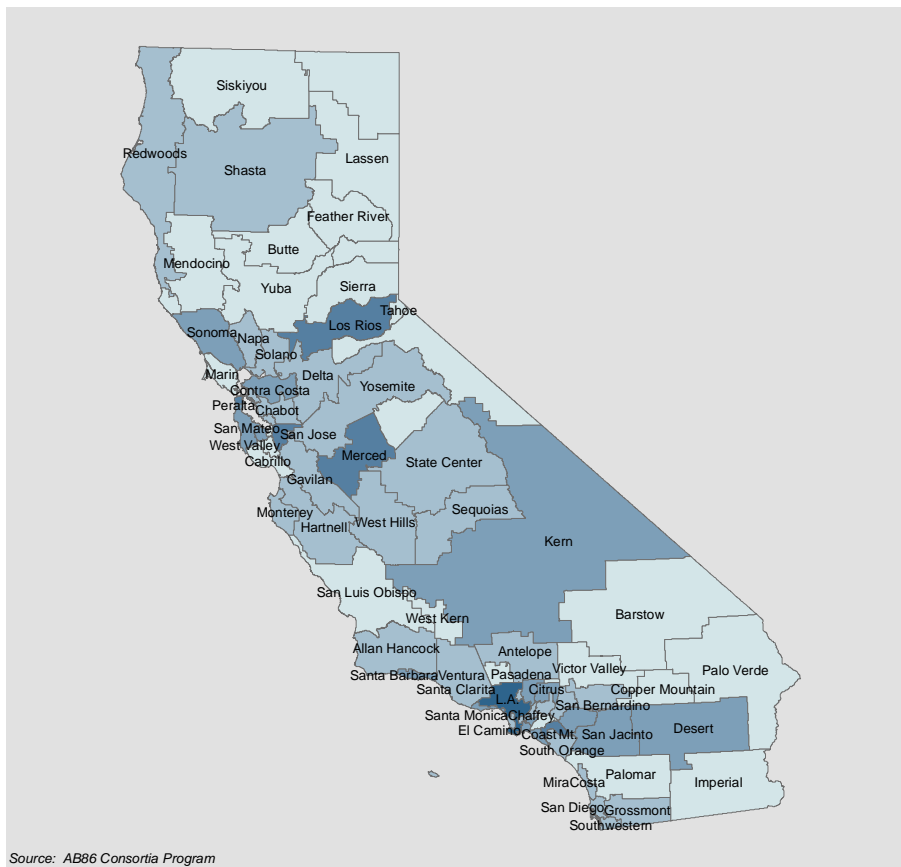 Siskiyou
Redwoods
Lassen
Shasta
Feather River
Butte
Mendocino
Yuba
Sierra
Tahoe
Los Rios
Sonoma
Napa
Solano
Marin
Delta
Contra Costa
Yosemite
Peralta
Chabot
San Mateo
San Jose
West Valley
Cabrillo
Merced
State Center
Gavilan
Monterey
Sequoias
Hartnell
West Hills
Kern
San Luis Obispo
West Kern
Barstow
Allan Hancock
Antelope
Victor Valley
Palo Verde
Santa Barbara
Ventura
Pasadena
Santa Clarita
Citrus
Copper Mountain
L.A.
San Bernardino
Santa Monica
Chaffey
El Camino
Coast
Mt. San Jacinto
Desert
South Orange
MiraCosta
Palomar
Imperial
San Diego
Grossmont
Southwestern
Source: AB86 Consortia Program